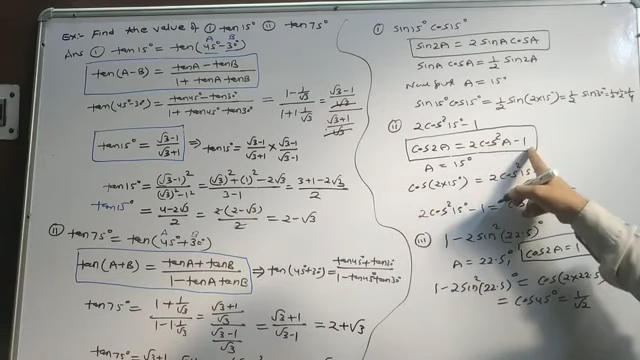 Ex:- Find the value of ① tan15° ⑪ tan75°
A B
Ans ① tan15° = tan(45°-30°)
tan(A-B) = tanA - tanB / 1 + tanA tanB
tan(45°-30°) = tan45° - tan30° / 1 + tan45° tan30° = 1 - 1/√3 / 1 + 1/√3 = √3-1/√3 / √3+1/√3
tan15° = √3-1 / √3+1 ⇒ tan15° = √3-1 / √3+1 × √3-1 / √3-1
tan15° = (√3-1)² / (√3)²-1² = (√3)²+(1)²-2√3 / 3-1 = 3+1-2√3 / 2
tan15° = 4-2√3 / 2 = 2(2-√3) / 2 = 2-√3
A B
⑪ tan75° = tan(45°+30°)
tan(A+B) = tanA + tanB / 1 - tanA tanB ⇒ tan(45°+30°) = tan45°+tan30° / 1-tan45°tan30°
tan75° = 1 + 1/√3 / 1 - 1/√3 = √3+1/√3 / √3-1/√3 = √3+1 / √3-1 = 2+√3
tan75° = √3+1
① sin15° cos15°
sin2A = 2 sinA cosA
sinA cosA = 1/2 sin2A
Now put A = 15°
sin15° cos15° = 1/2 sin(2×15°) = 1/2 sin30° =
⑪ 2cos²15° - 1
cos2A = 2cos²A - 1
A = 15°
cos(2×15°) = 2cos²15°
2cos²15° - 1 =
⑪i 1 - 2sin²(22.5°)
A = 22.5° cos2A = 1
1 - 2sin²(22.5)° = cos(2×22.5)
= cos45° = 1/√2